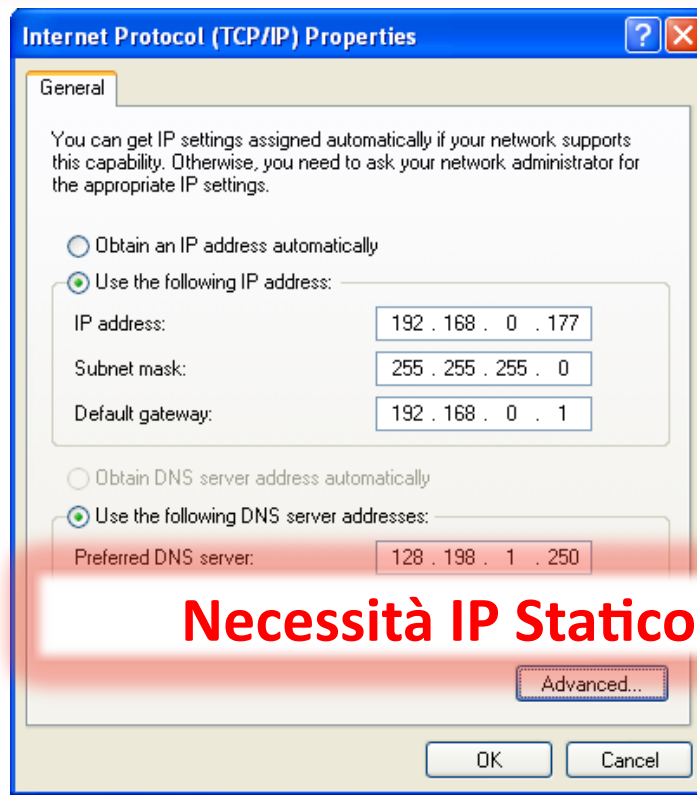 Internet Protocol (TCP/IP) Properties
General
You can get IP settings assigned automatically if your network supports
this capability. Otherwise, you need to ask your network administrator for
the appropriate IP settings.
Obtain an IP address automatically
Use the following IP address:
IP address: 192 . 168 . 0 . 177
Subnet mask: 255 . 255 . 255 . 0
Default gateway: 192 . 168 . 0 . 1
Obtain DNS server address automatically
Use the following DNS server addresses:
Preferred DNS server: 128 . 198 . 1 . 250
Necessità IP Statico
Advanced...
OK Cancel